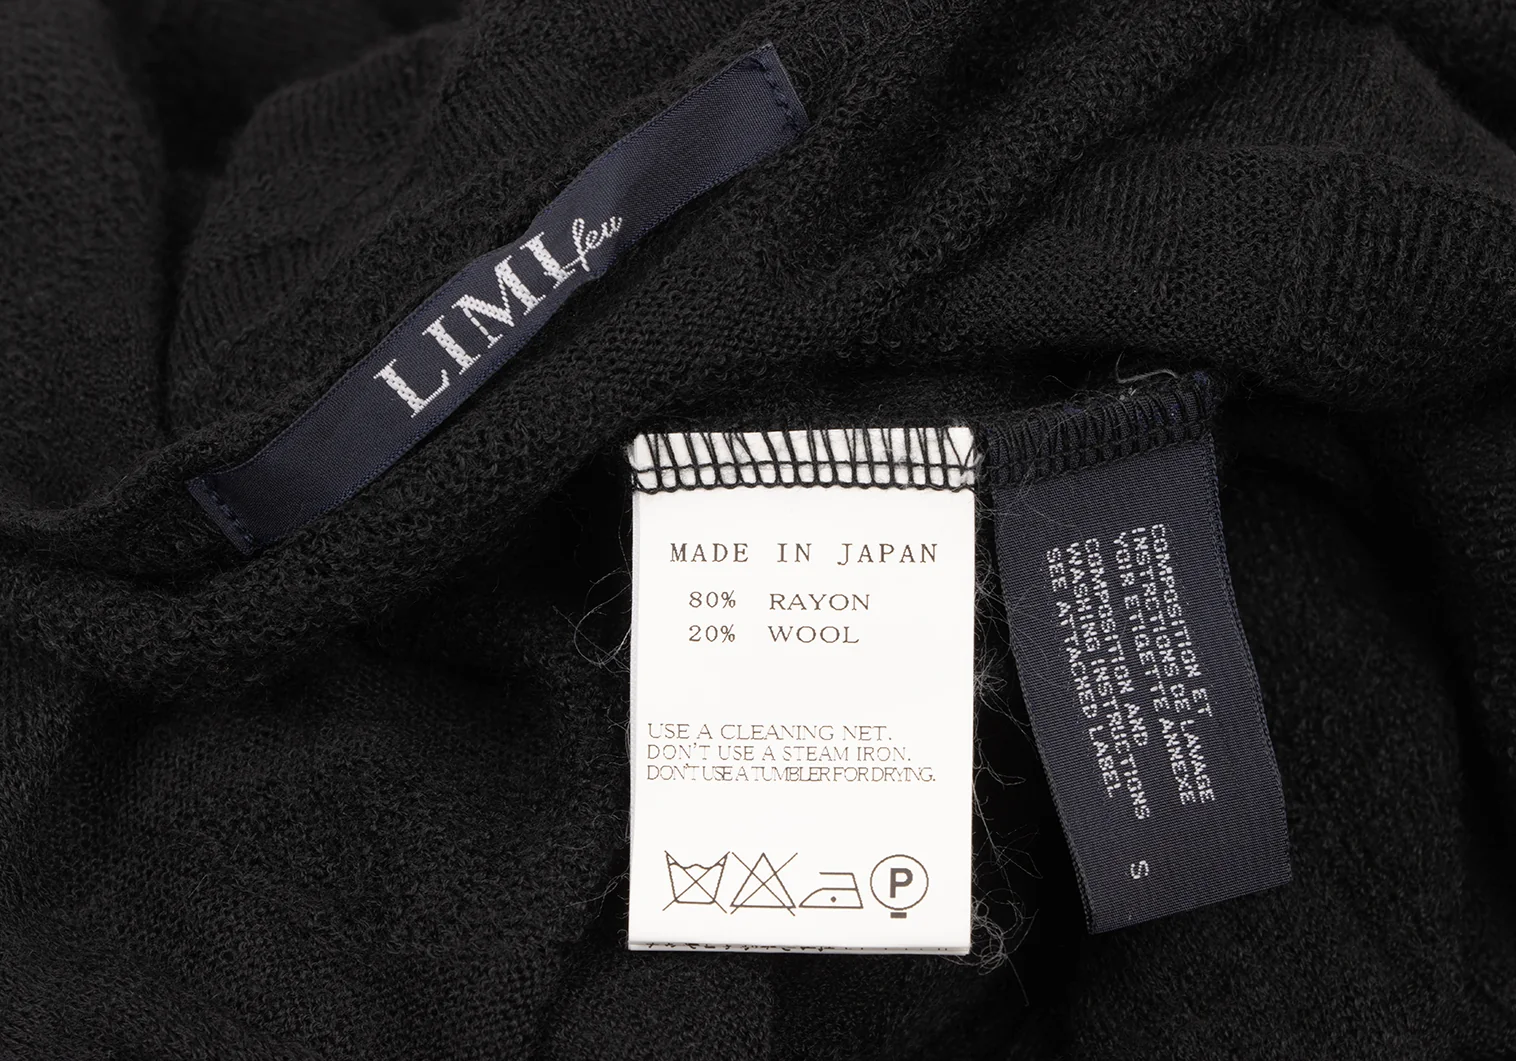 LIMI feu
MADE IN JAPAN
80% RAYON
20% WOOL
USE A CLEANING NET.
DON'T USE A STEAM IRON.
DON'T USE A TUMBLER FOR DRYING.
P
COMPOSITION ET LAVAGE
INSTRUCTIONS DE
VOIR ETIQUETTE ANNEXE
COMPOSITION AND
WASHING INSTRUCTIONS
SEE ATTACHED LABEL
S